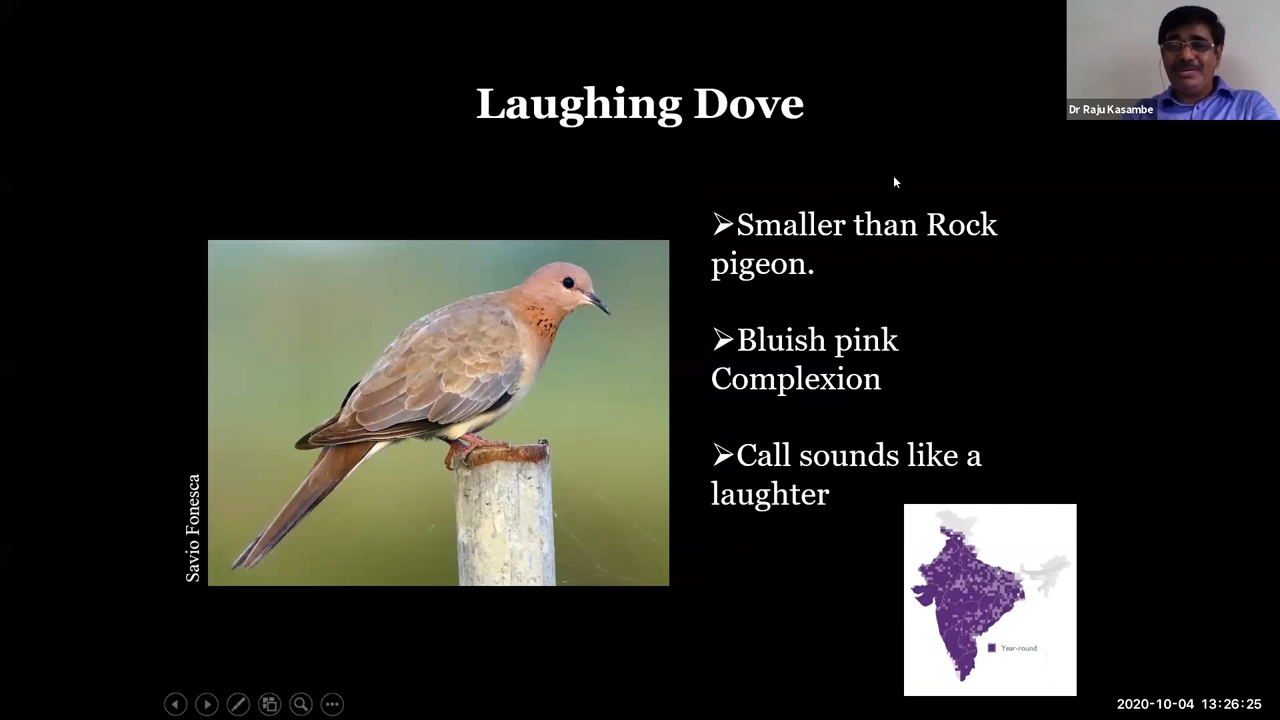 Laughing Dove
Dr Raju Kasambe
➢Smaller than Rock
pigeon.
➢Bluish pink
Complexion
➢Call sounds like a
laughter
Savio Fonesca
Year-round
2020-10-04 13:26:25